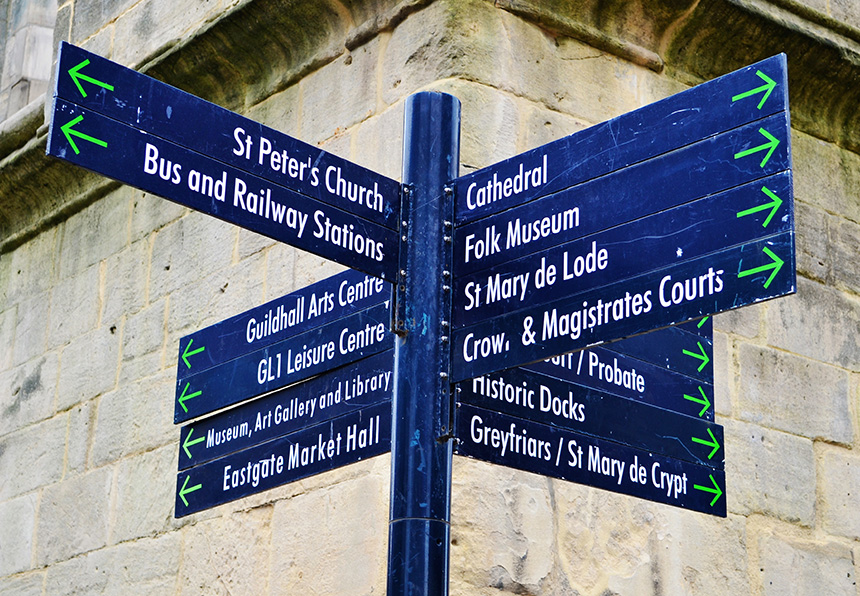 St Peter's Church
Bus and Railway Stations
Guildhall Arts Centre
GL1 Leisure Centre
Museum, Art Gallery and Library
Eastgate Market Hall
Cathedral
Folk Museum
St Mary de Lode
Crow. & Magistrates Courts
/ Probate
Historic Docks
Greyfriars / St Mary de Crypt